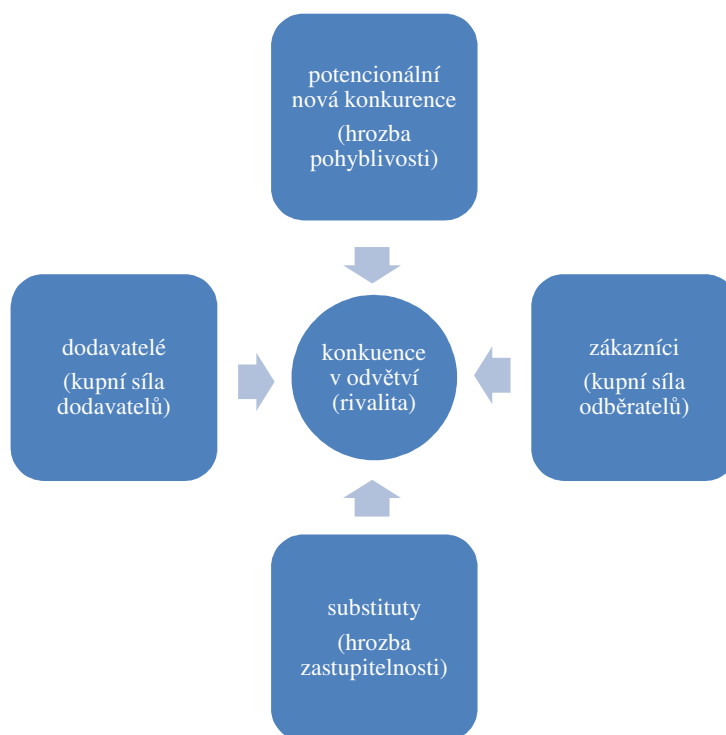 potencionální
nová konkurence
(hrozba
pohyblivosti)
dodavatelé
(kupní síla
dodavatelů)
konkuence
v odvětví
(rivalita)
zákazníci
(kupní síla
odběratelů)
substituty
(hrozba
zastupitelnosti)